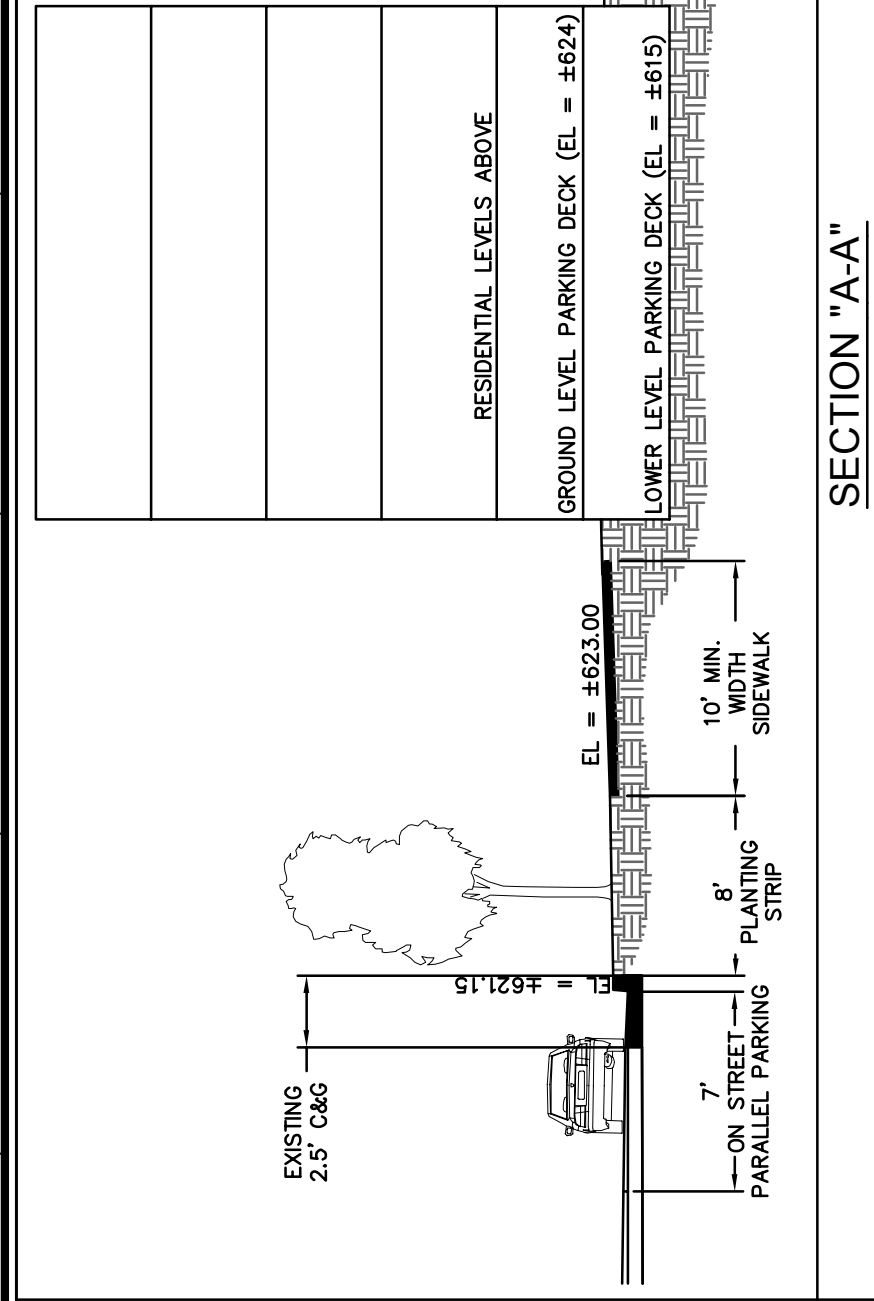 RESIDENTIAL LEVELS ABOVE
GROUND LEVEL PARKING DECK (EL = ±624)
LOWER LEVEL PARKING DECK (EL = ±615)
EXISTING
2.5' C&G
EL = ±621.15
EL = ±623.00
7'
ON STREET
PARALLEL PARKING
8'
PLANTING
STRIP
10' MIN.
WIDTH
SIDEWALK
SECTION "A-A"